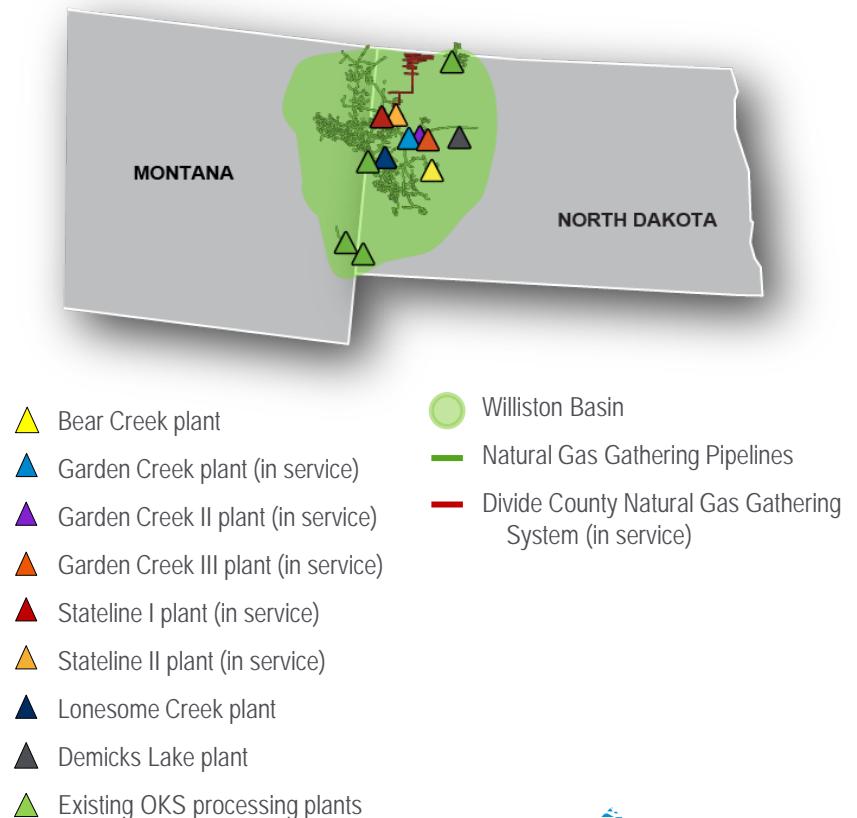 MONTANA
NORTH DAKOTA
Bear Creek plant
Garden Creek plant (in service)
Garden Creek II plant (in service)
Garden Creek III plant (in service)
Stateline I plant (in service)
Stateline II plant (in service)
Lonesome Creek plant
Demicks Lake plant
Existing OKS processing plants
Williston Basin
Natural Gas Gathering Pipelines
Divide County Natural Gas Gathering
System (in service)